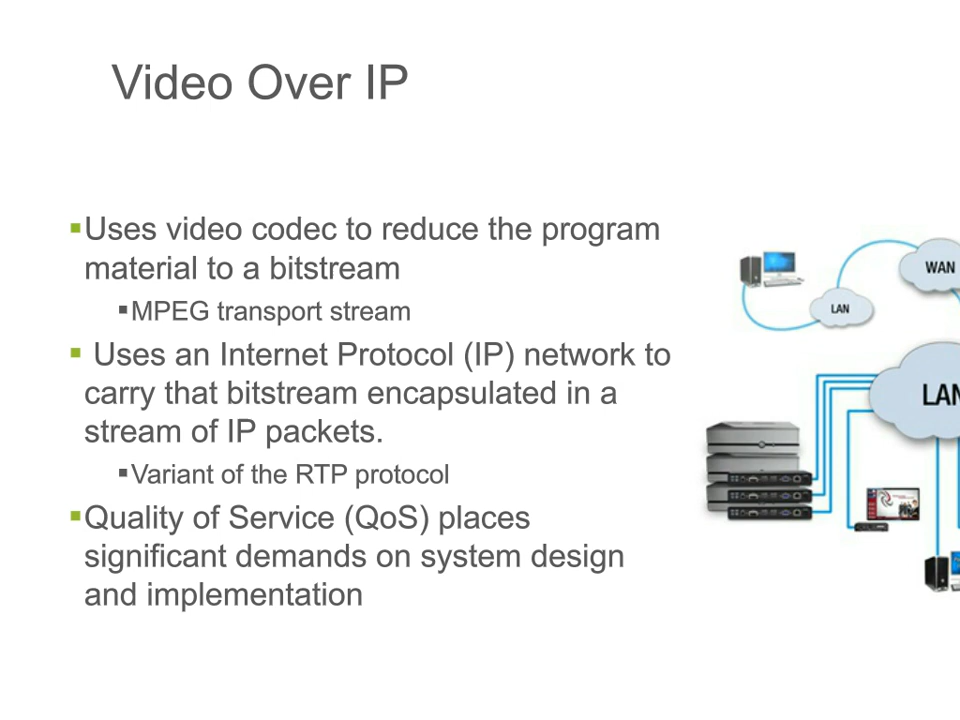 Video Over IP
▪Uses video codec to reduce the program
material to a bitstream
▪MPEG transport stream
▪ Uses an Internet Protocol (IP) network to
carry that bitstream encapsulated in a
stream of IP packets.
▪Variant of the RTP protocol
▪Quality of Service (QoS) places
significant demands on system design
and implementation
WAN
LAN
LAN